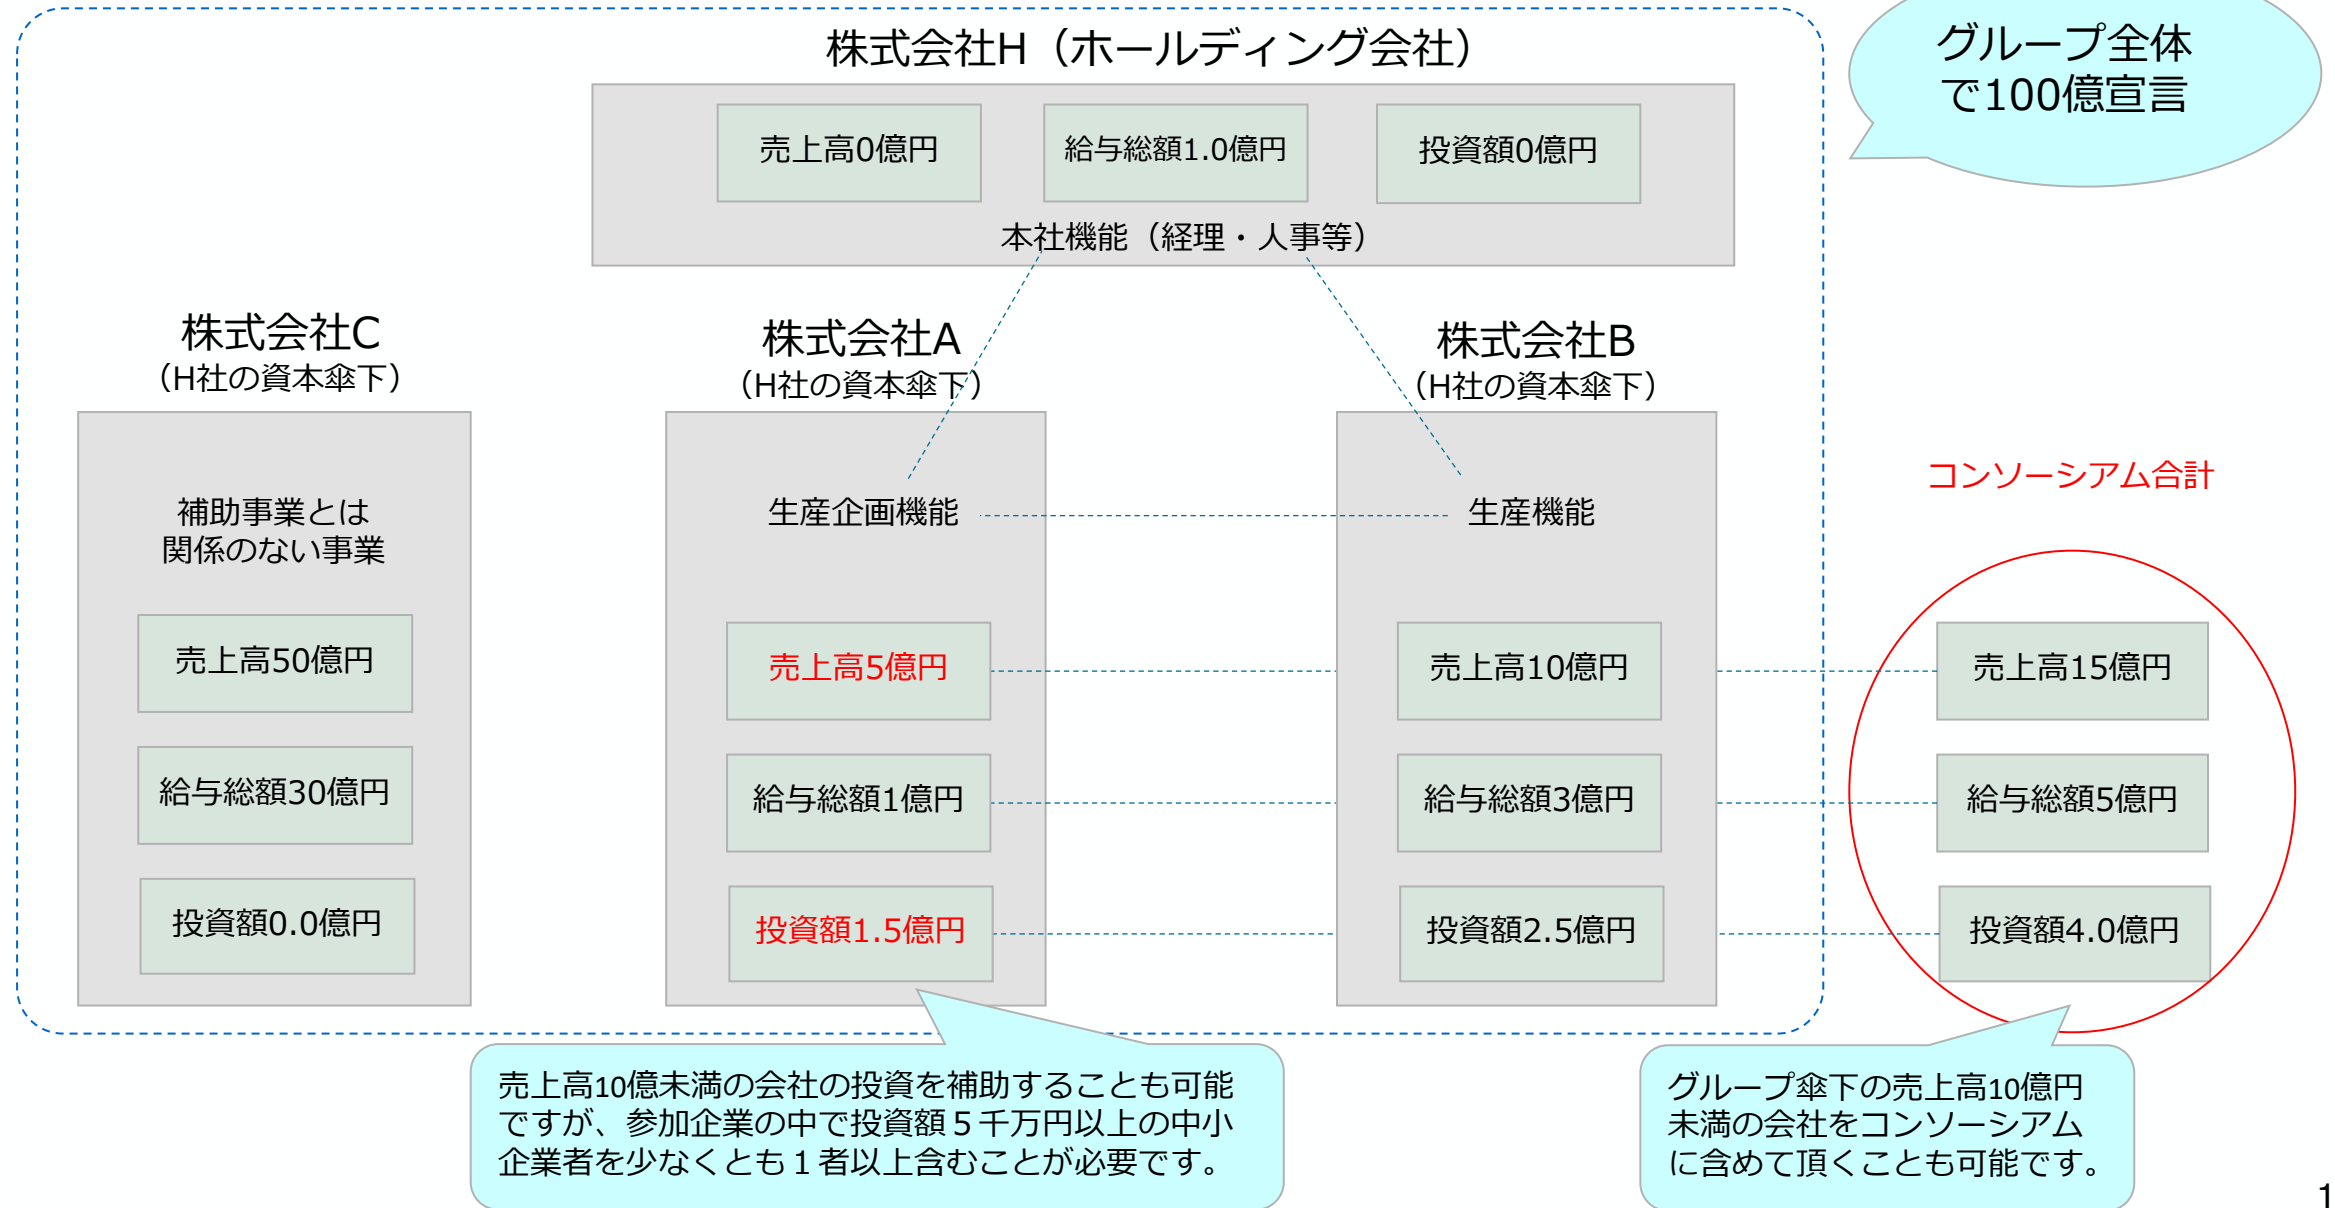 株式会社H（ホールディング会社）
グループ全体
で100億宣言
売上高0億円
給与総額1.0億円
投資額0億円
本社機能（経理・人事等）
株式会社C
（H社の資本傘下）
補助事業とは
関係のない事業
売上高50億円
給与総額30億円
投資額0.0億円
株式会社A
（H社の資本傘下）
生産企画機能
売上高5億円
給与総額1億円
投資額1.5億円
株式会社B
（H社の資本傘下）
生産機能
売上高10億円
給与総額3億円
投資額2.5億円
コンソーシアム合計
売上高15億円
給与総額5億円
投資額4.0億円
売上高10億未満の会社の投資を補助することも可能
ですが、参加企業の中で投資額５千万円以上の中小
企業者を少なくとも１者以上含むことが必要です。
グループ傘下の売上高10億円
未満の会社をコンソーシアム
に含めて頂くことも可能です。
1